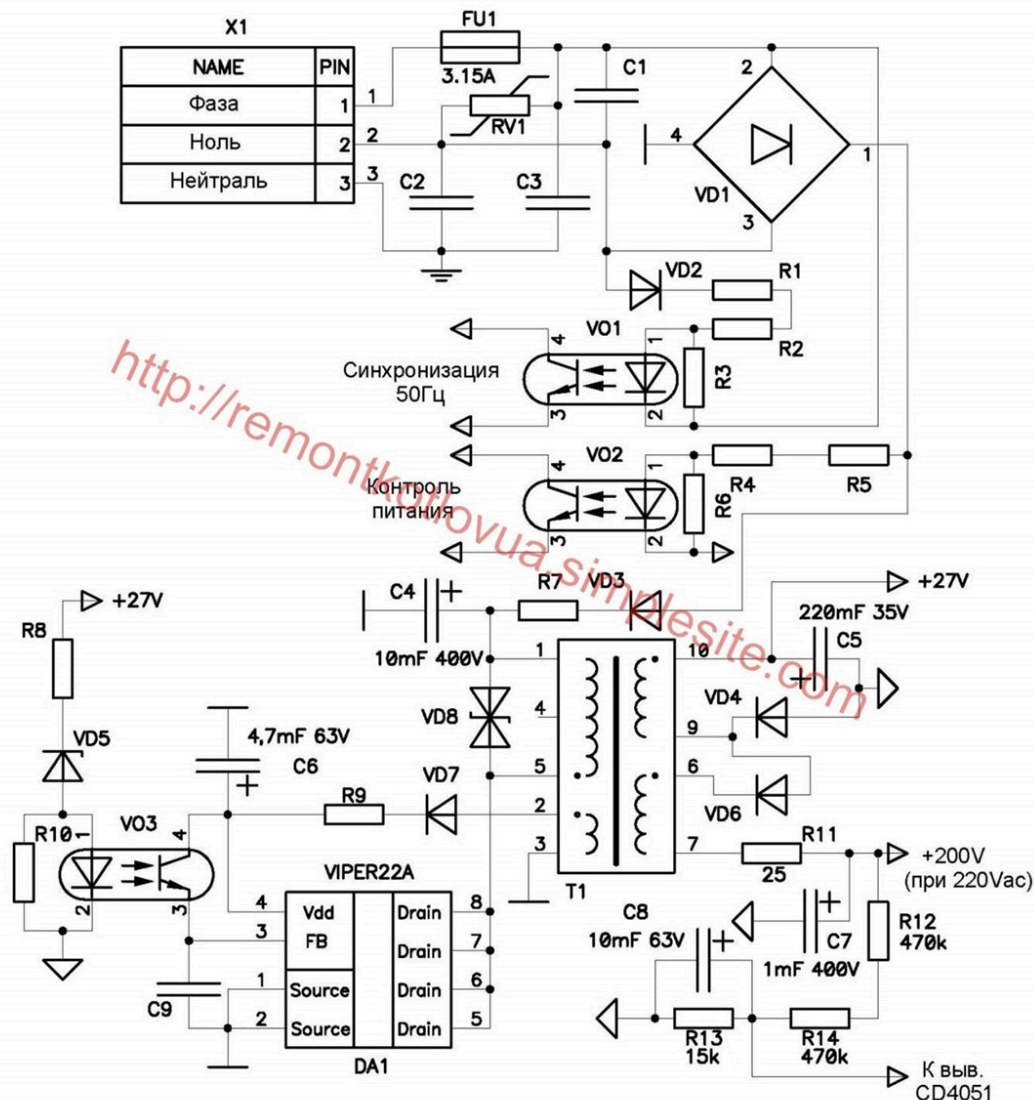 X1
FU1
NAME PIN
3.15A
C1
2
Фаза 1 1
RV1
Ноль 2 2
4
1
VD1
Нейтраль 3 3
C2
C3
3
VD2
R1
VO1
4
1
R2
Синхронизация
50Гц
R3
3
2
VO2
4
1
R4
R5
Контроль
питания
R6
3
2
http://remontkotlovua.simplesite.com
C4
+
R7
VD3
+27V
10mF 400V
220mF 35V
C5
+
+27V
R8
1
10
VD4
VD8
4
9
VD5
4,7mF 63V
C6
+
VD7
5
6
VD6
R9
2
R10
1
VO3
4
3
7
R11
25
+200V
(при 220Vac)
T1
2
3
VIPER22A
4 Vdd Drain 8
3 FB
Drain 7
1 Source Drain 6
2 Source Drain 5
DA1
C9
C8
10mF 63V
+
+
C7
1mF 400V
R12
470k
R13
15k
R14
470k
К выв.
CD4051